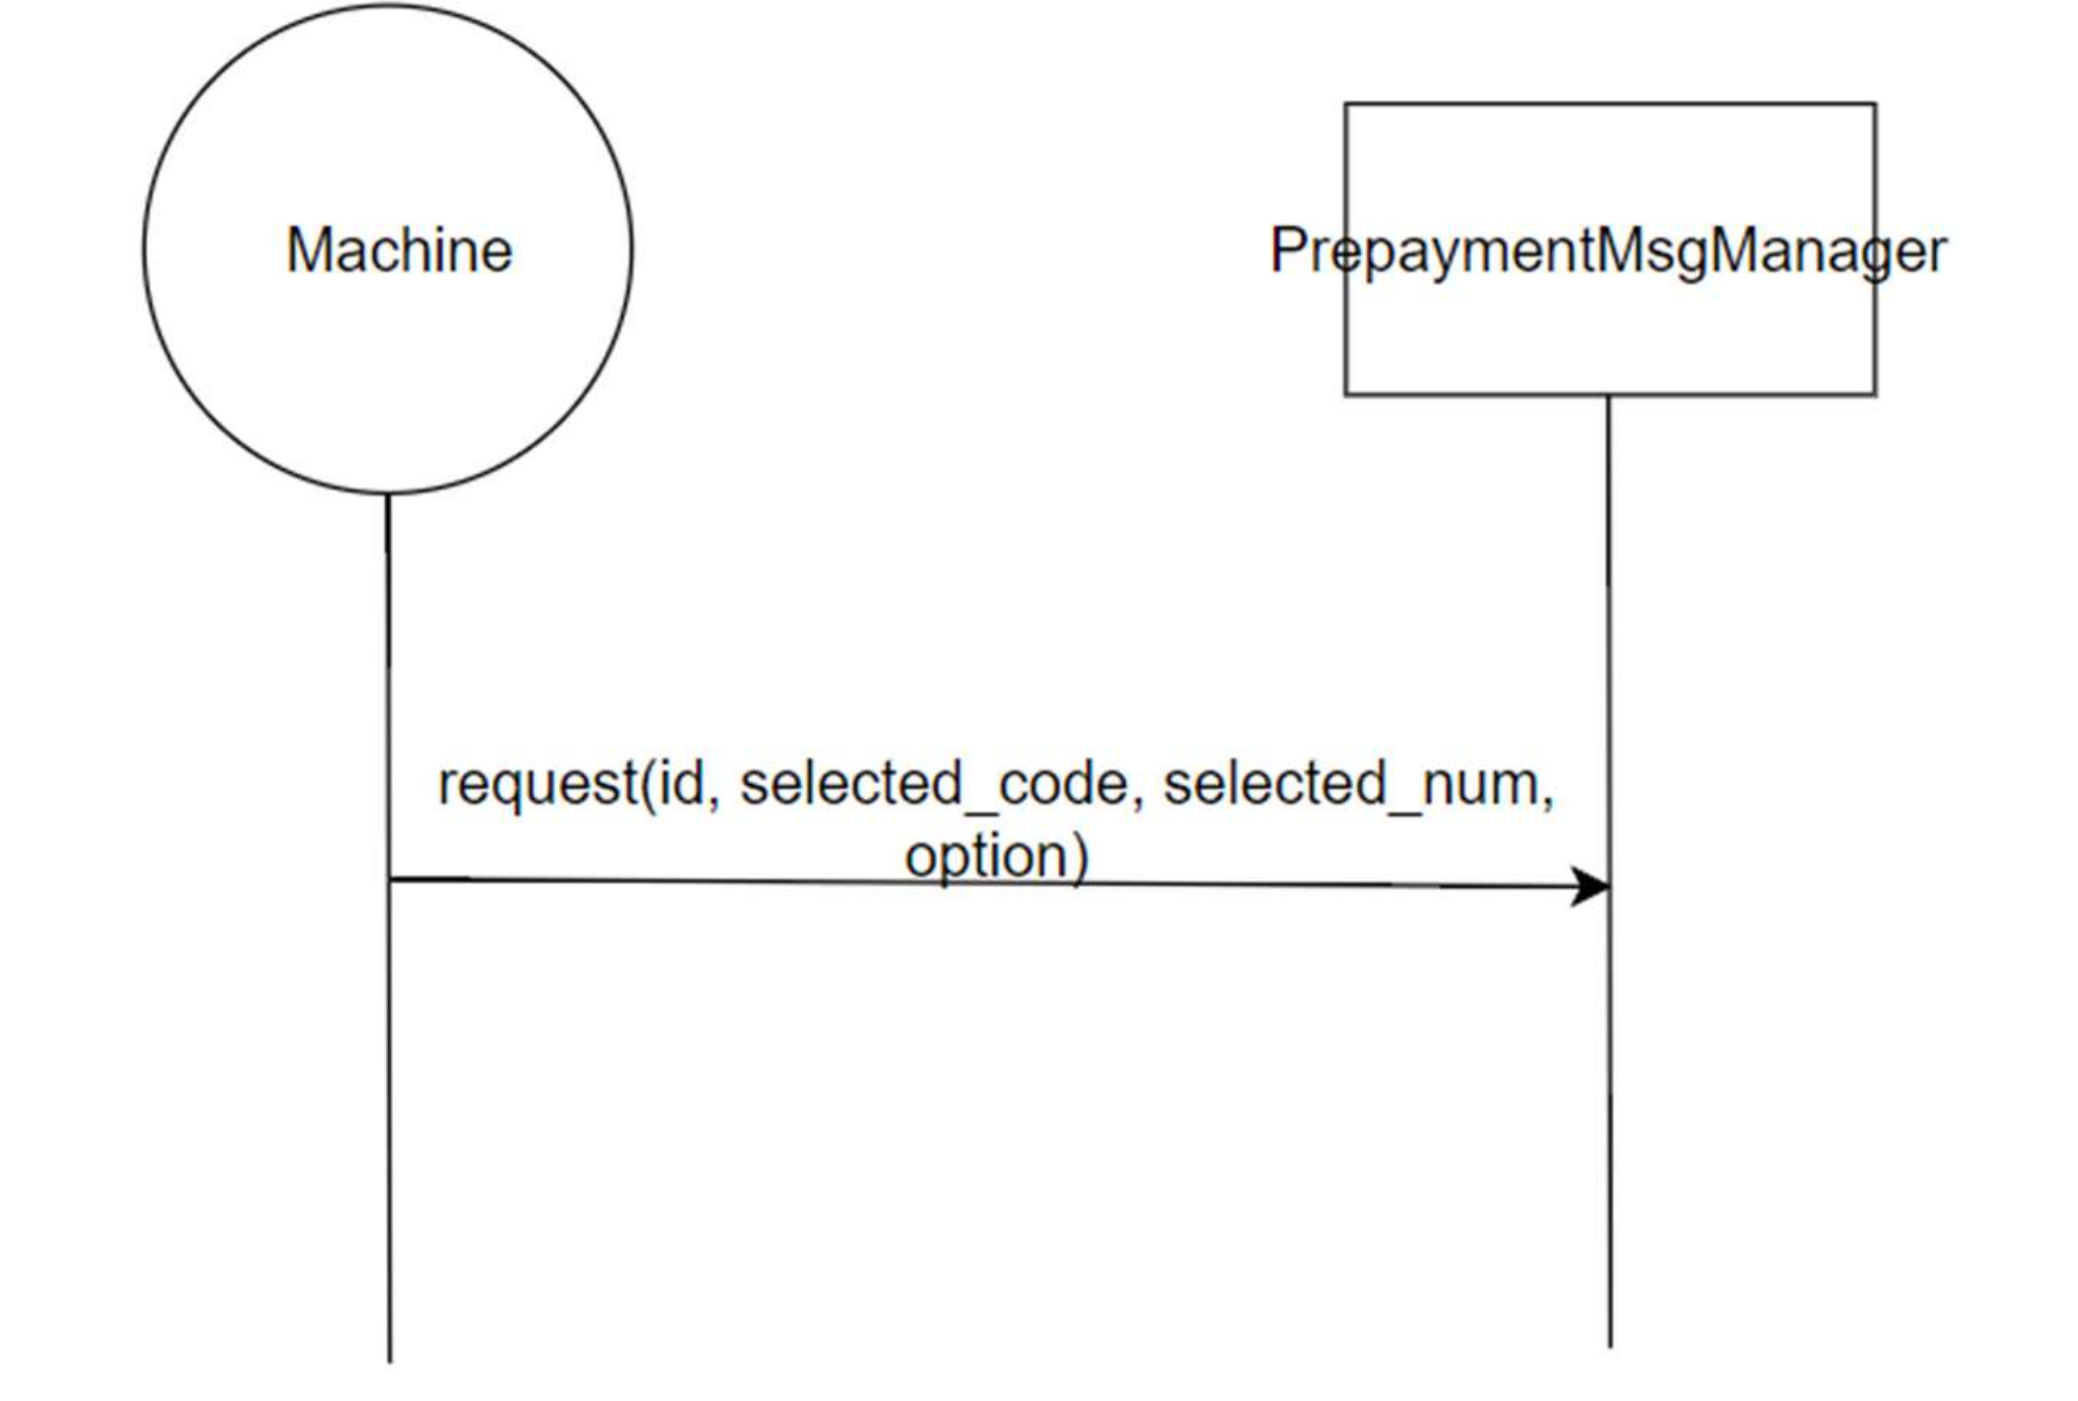 Machine
PrepaymentMsgManager
request(id, selected_code, selected_num,
option)